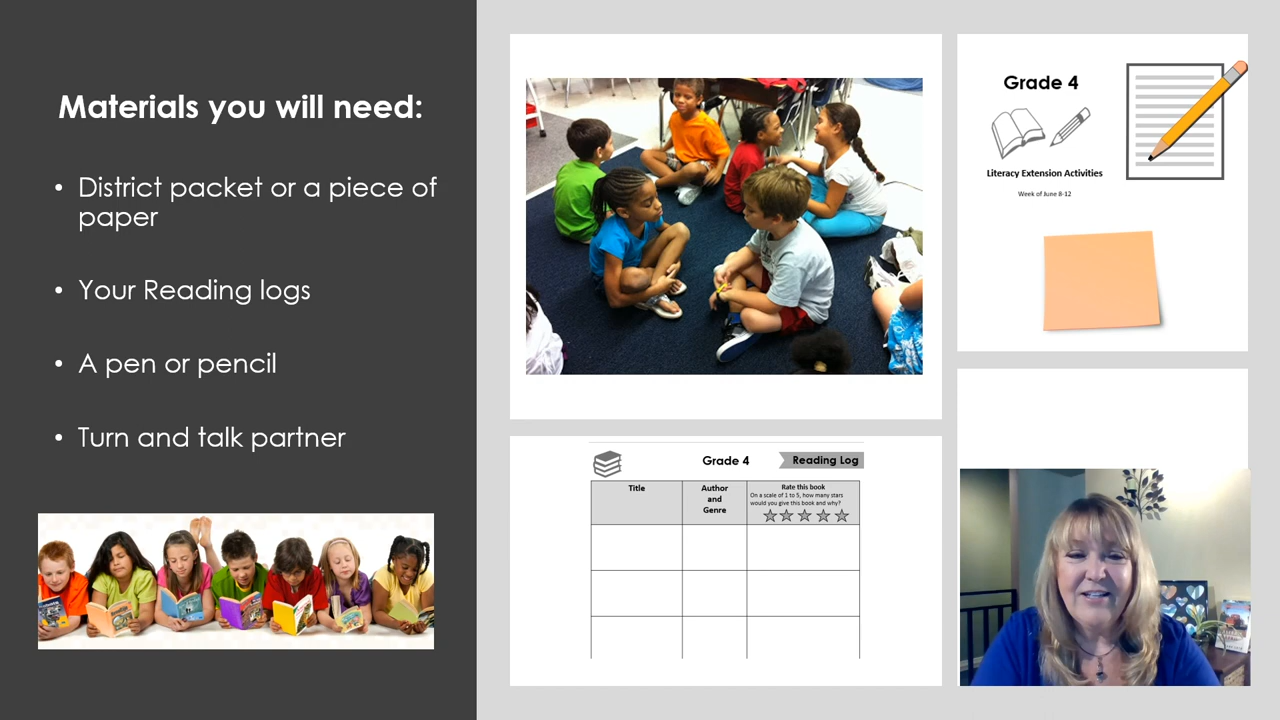 Materials you will need:
• District packet or a piece of
paper
• Your Reading logs
• A pen or pencil
• Turn and talk partner
Grade 4
Literacy Extension Activities
Week of June 8-12
Grade 4
Reading Log
Title
Author
and
Genre
Rate this book
On a scale of 1 to 5, how many stars
would you give this book and why?